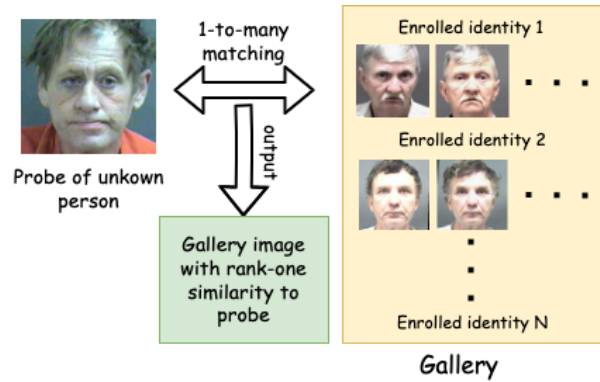 1-to-many
matching
output
Probe of unkown
person
Gallery image
with rank-one
similarity to
probe
Enrolled identity 1
Enrolled identity 2
Enrolled identity N
Gallery